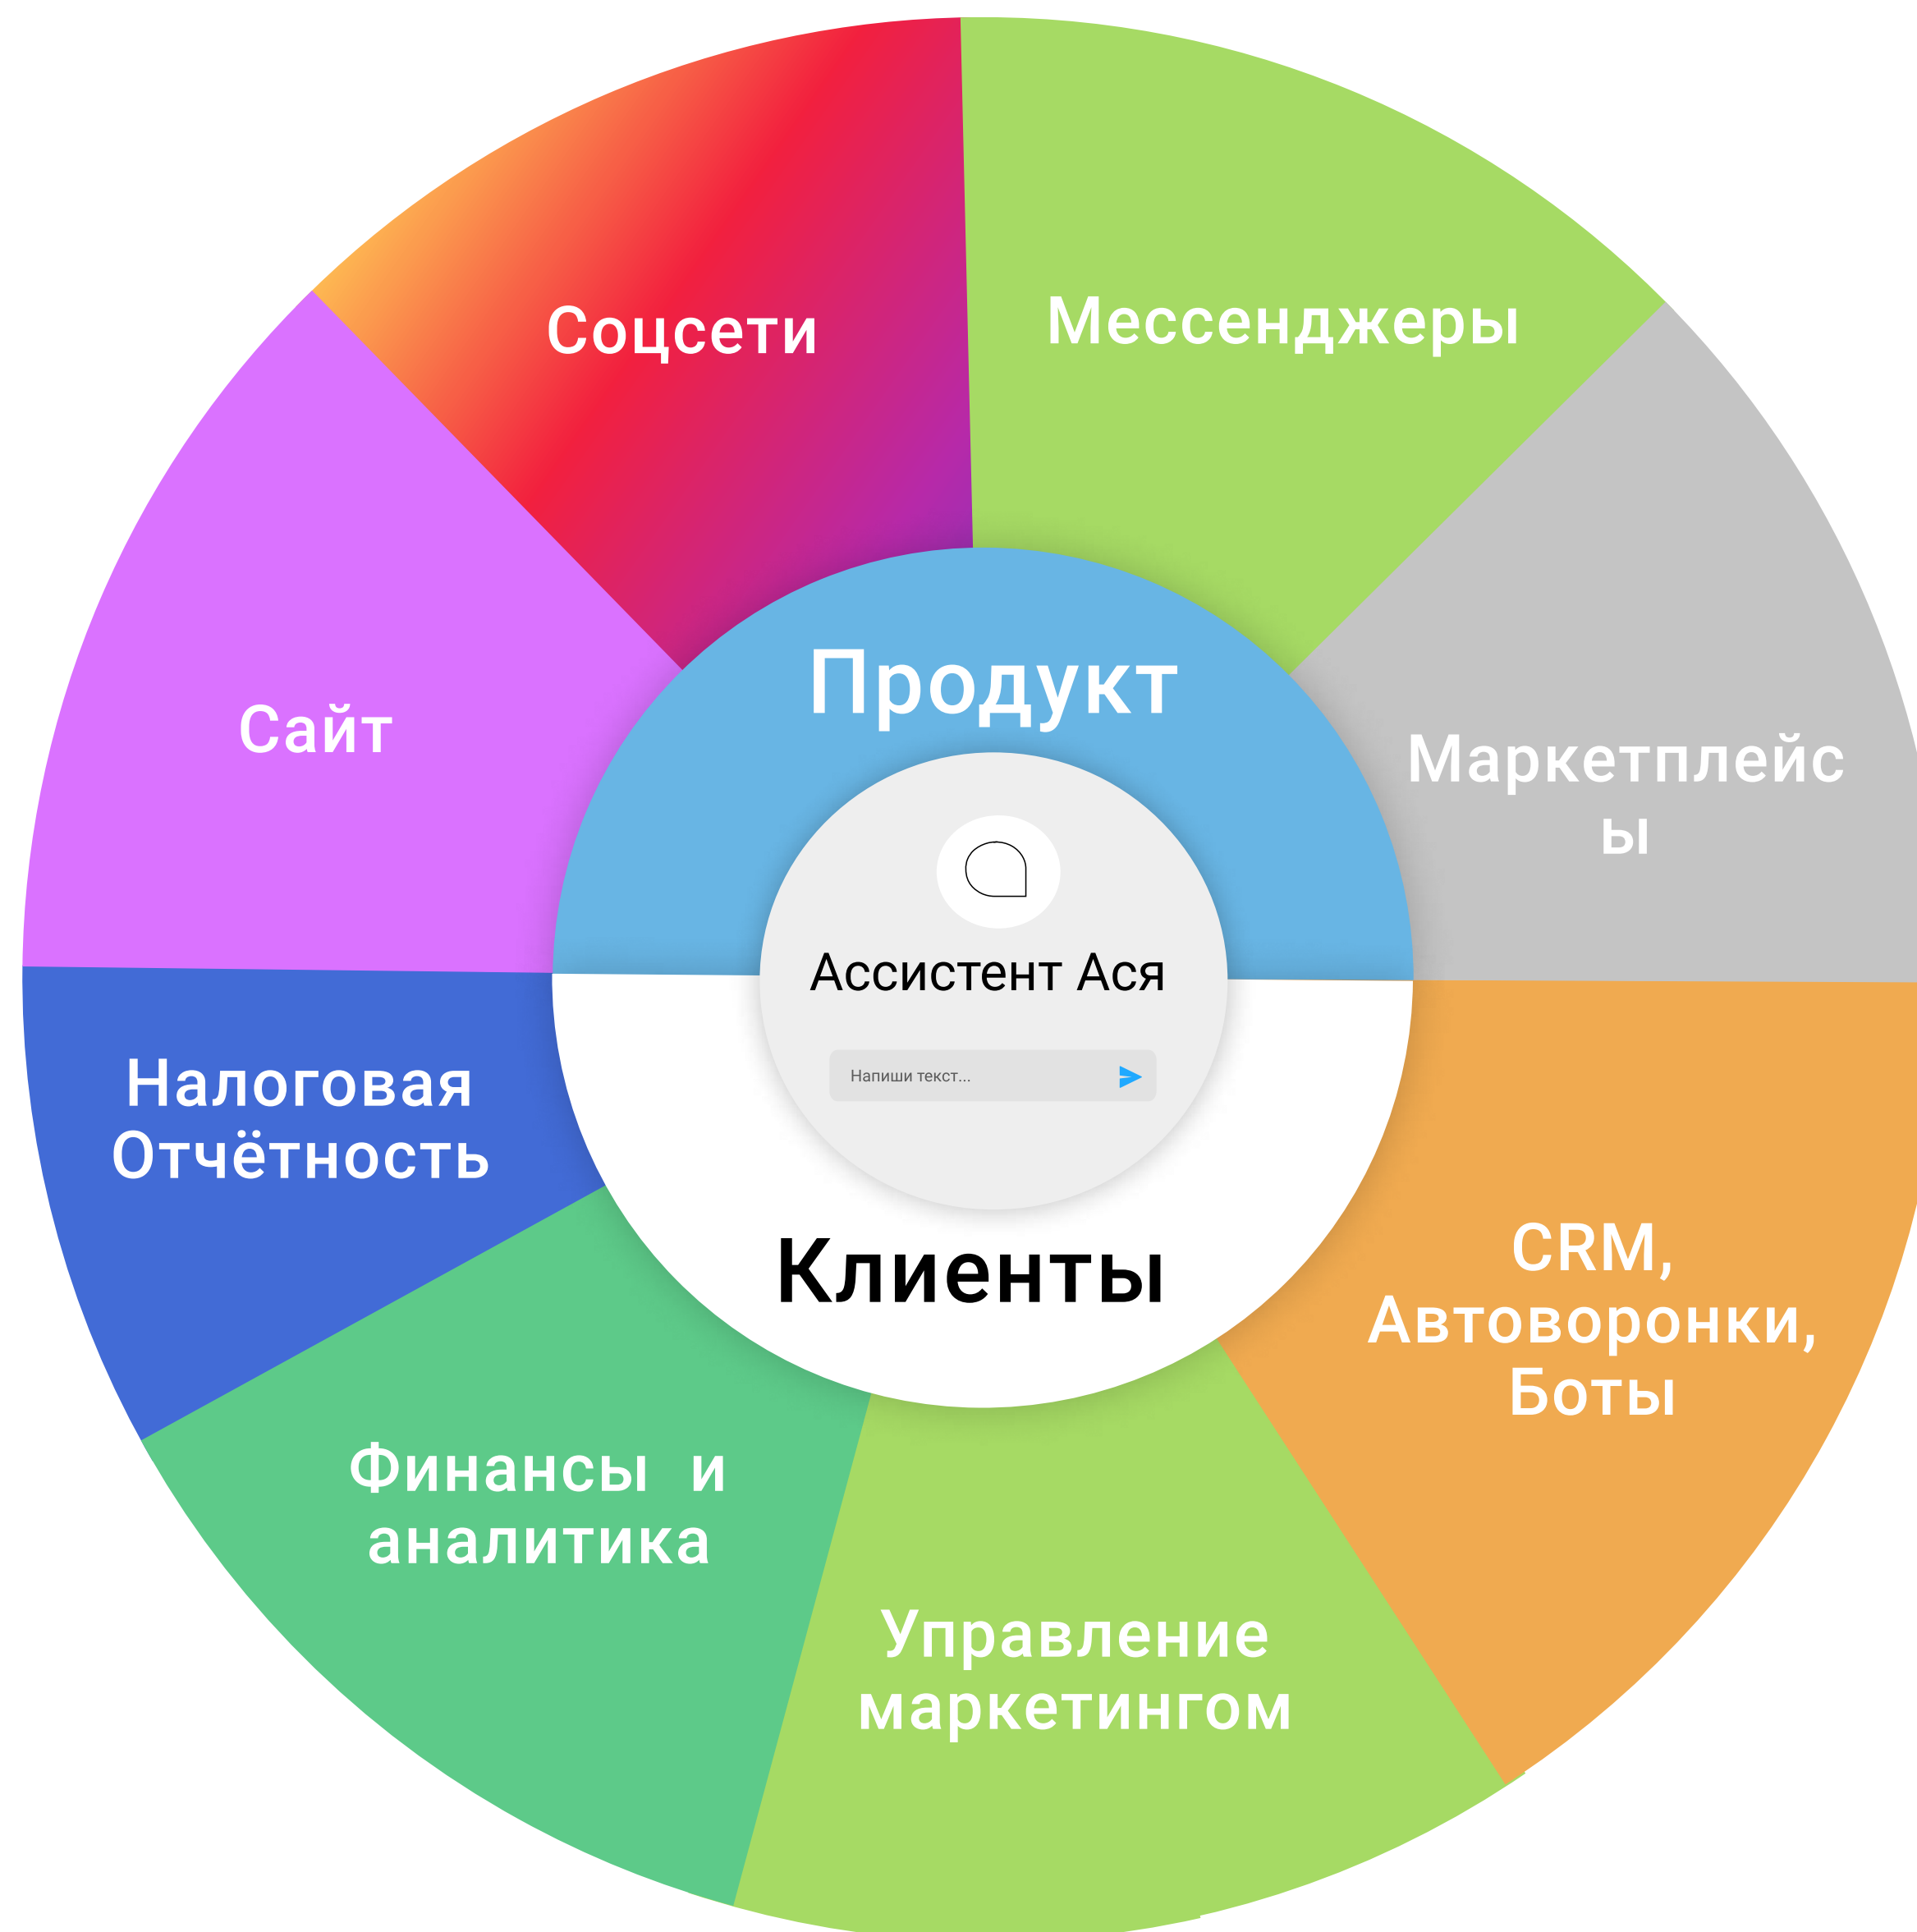 Соцсети
Мессенджеры
Сайт
Продукт
Маркетплейс
ы
Ассистент Ася
Напиши текст...
Налоговая
Отчётность
Клиенты
CRM,
Автоворонки,
Боты
Финансы и
аналитика
Управление
маркетингом